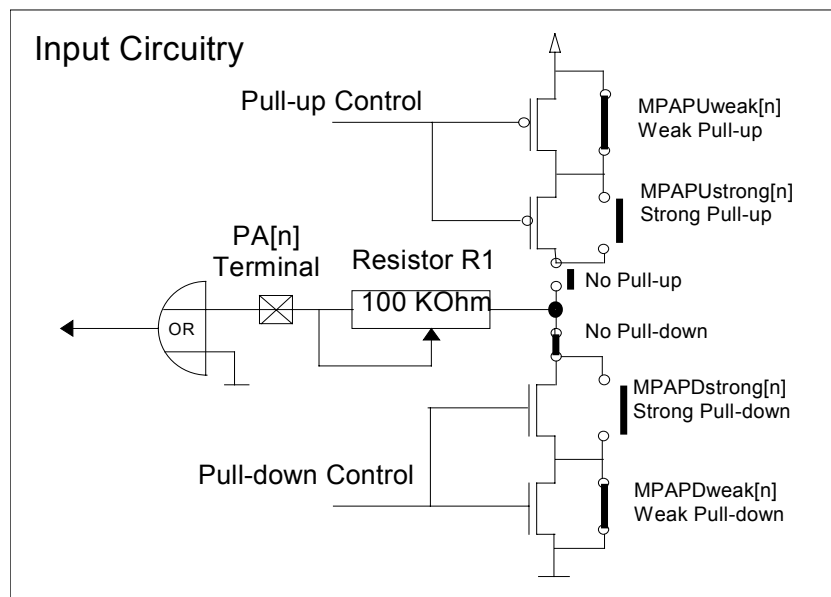 Input Circuitry
Pull-up Control
MPAPUweak[n]
Weak Pull-up
MPAPUstrong[n]
Strong Pull-up
PA[n]
Terminal
Resistor R1
100 KOhm
No Pull-up
OR
No Pull-down
MPAPDstrong[n]
Strong Pull-down
Pull-down Control
MPAPDweak[n]
Weak Pull-down